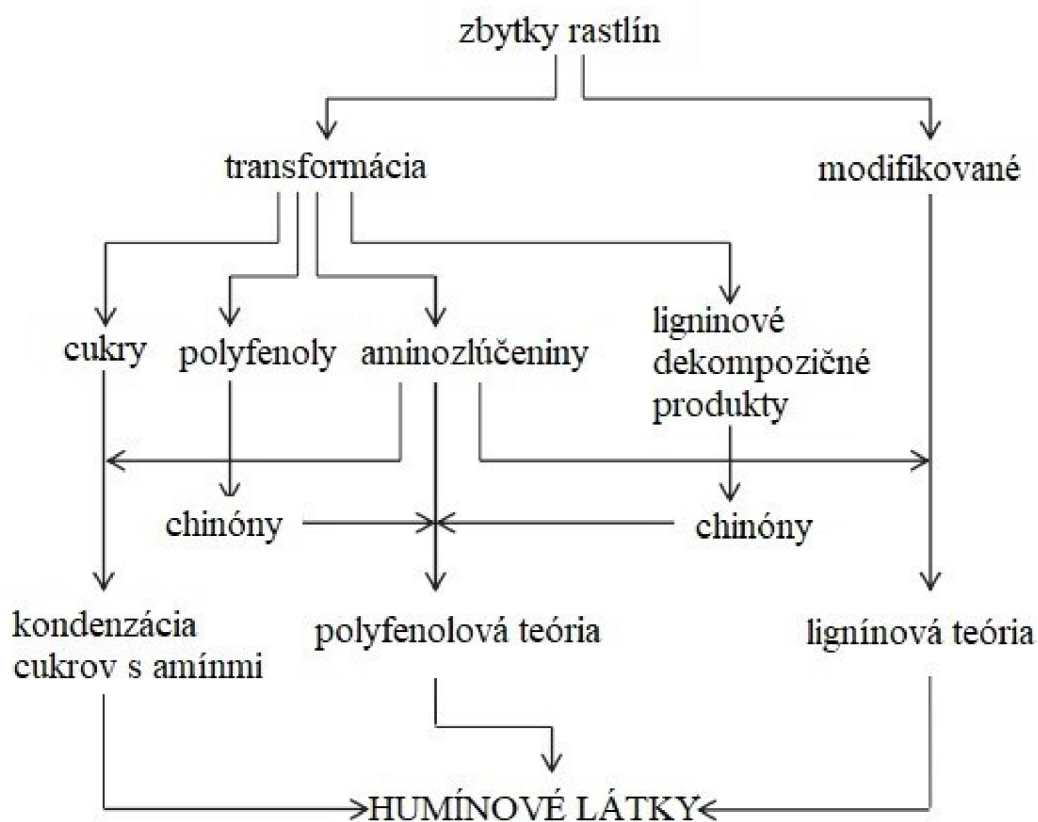 zbytky rastlín
transformácia
modifikované
cukry
polyfenoly
aminozlúčeniny
ligninové
dekompozičné
produkty
chinóny
chinóny
kondenzácia
cukrov s amínmi
polyfenolová teória
lignínová teória
HUMÍNOVÉ LÁTKY